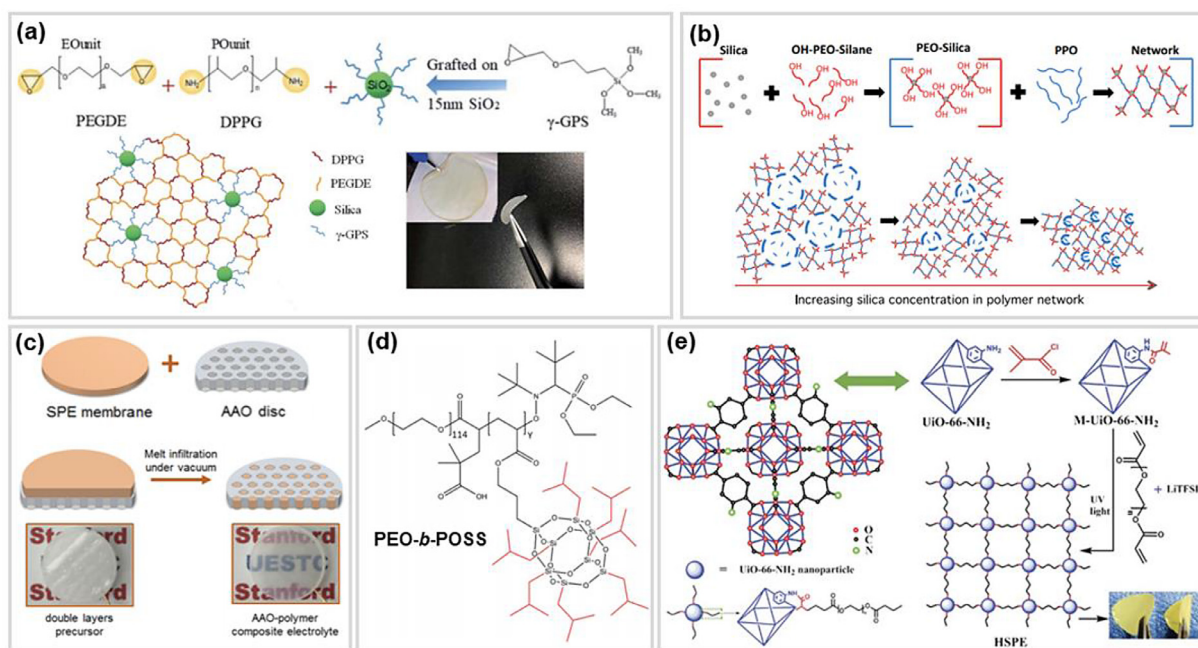 (a)
EOunit
POunit
PEGDE
DPPG
SiO₂
Grafted on
15nm SiO₂
γ-GPS
DPPG
PEGDE
Silica
γ-GPS
(b)
Silica
OH-PEO-Silane
PEO-Silica
PPO
Network
Increasing silica concentration in polymer network
(c)
SPE membrane
AAO disc
Melt infiltration
under vacuum
Stanford
UESTC
Stanford
Stanford
double layers
precursor
AAO-polymer
composite electrolyte
(d)
114
PEO-b-POSS
(e)
UiO-66-NH₂
M-UiO-66-NH₂
UV
light
+ LiTFSI
O
C
N
= UiO-66-NH₂ nanoparticle
HSPE